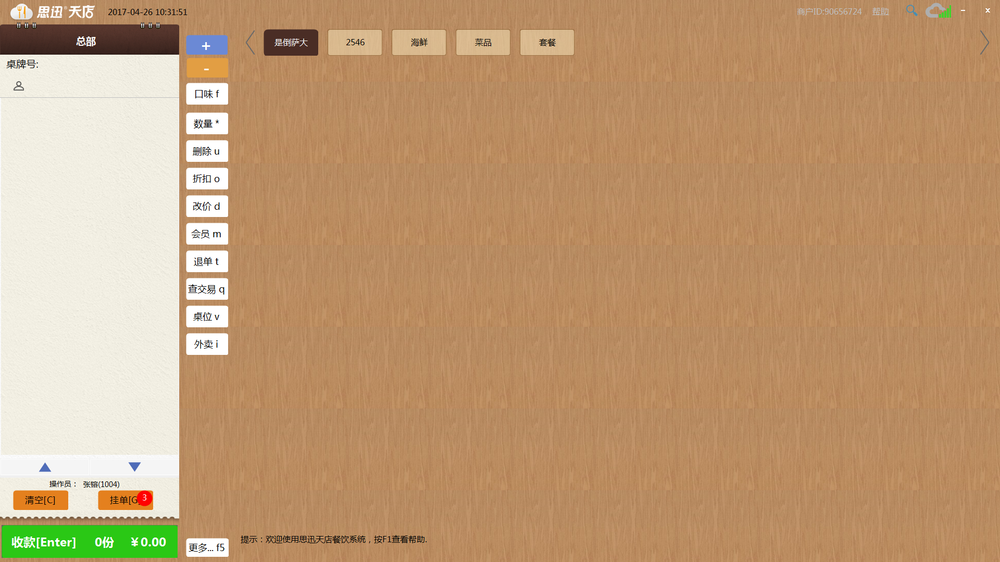 思迅®天店
2017-04-26 10:31:51
商户ID:90656724
帮助
x
总部
桌牌号:
+
-
口味 f
数量 *
删除 u
折扣 o
改价 d
会员 m
退单 t
查交易 q
桌位 v
外卖 i
是倒萨大
2546
海鲜
菜品
套餐
操作员： 张镕(1004)
清空[C]
挂单[G
3
收款[Enter] 0份 ￥0.00
更多... f5
提示：欢迎使用思迅天店餐饮系统，按F1查看帮助.